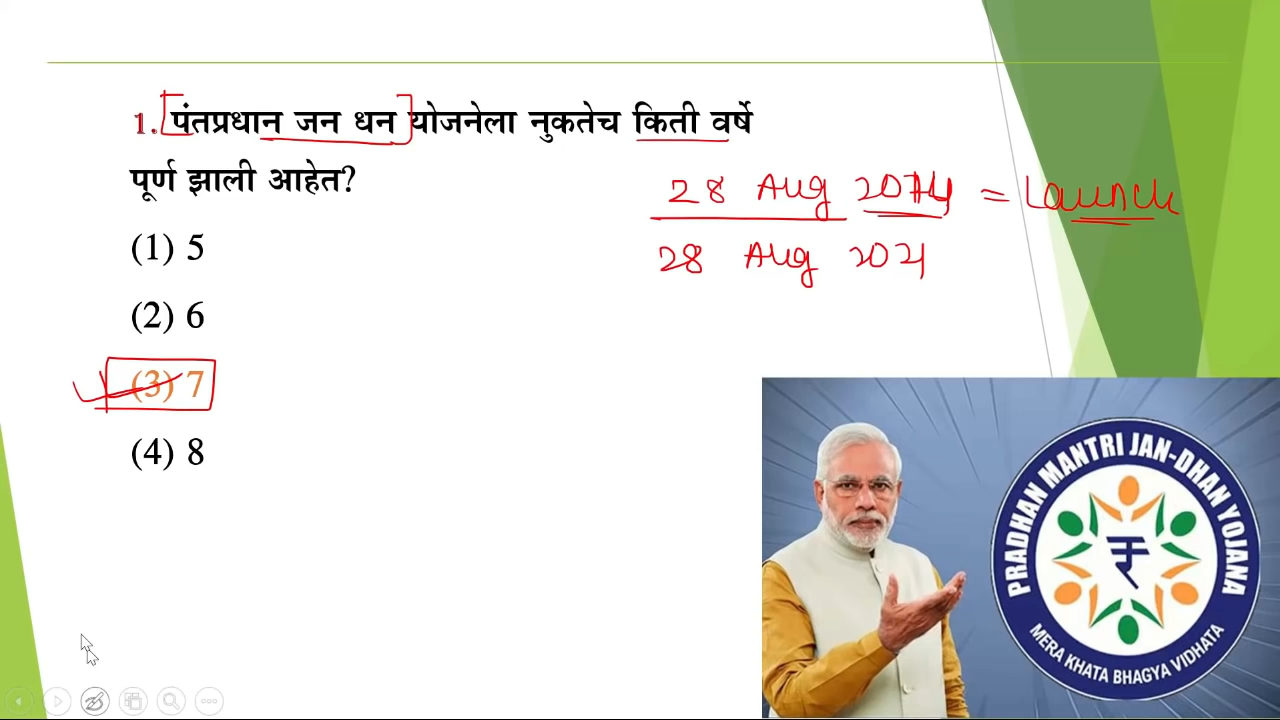 1. पंतप्रधान जन धन योजनेला नुकतेच किती वर्षे
पूर्ण झाली आहेत?
28 Aug 2014 = Launch
28 Aug 2021
(1) 5
(2) 6
(3) 7
(4) 8
PRADHAN MANTRI JAN-DHAN YOJANA
MERA KHATA BHAGYA VIDHATA